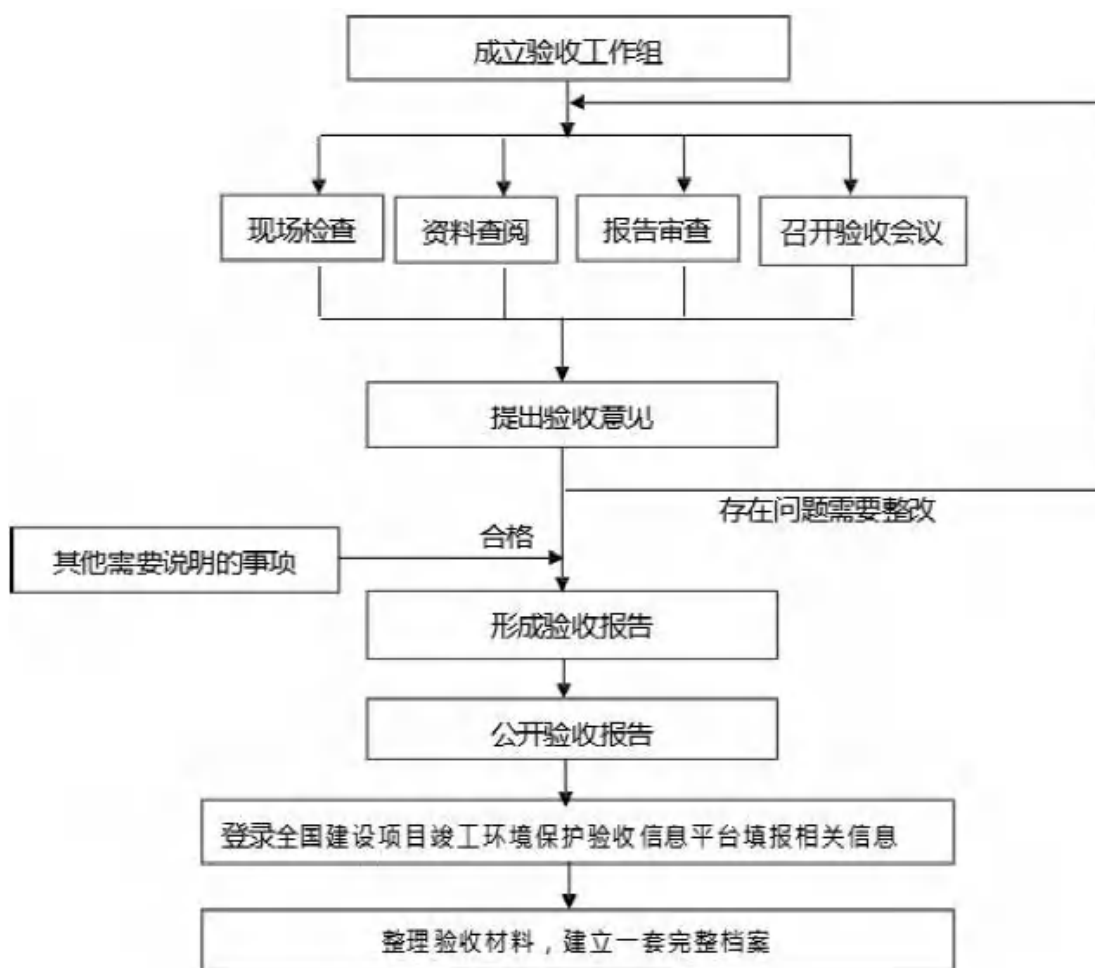 成立验收工作组
现场检查
资料查阅
报告审查
召开验收会议
提出验收意见
存在问题需要整改
合格
其他需要说明的事项
形成验收报告
公开验收报告
登录全国建设项目竣工环境保护验收信息平台填报相关信息
整理验收材料，建立一套完整档案